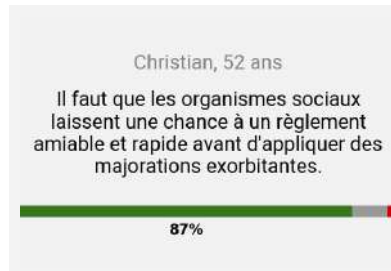 Christian, 52 ans
Il faut que les organismes sociaux
laissent une chance à un règlement
amiable et rapide avant d'appliquer des
majorations exorbitantes.
87%